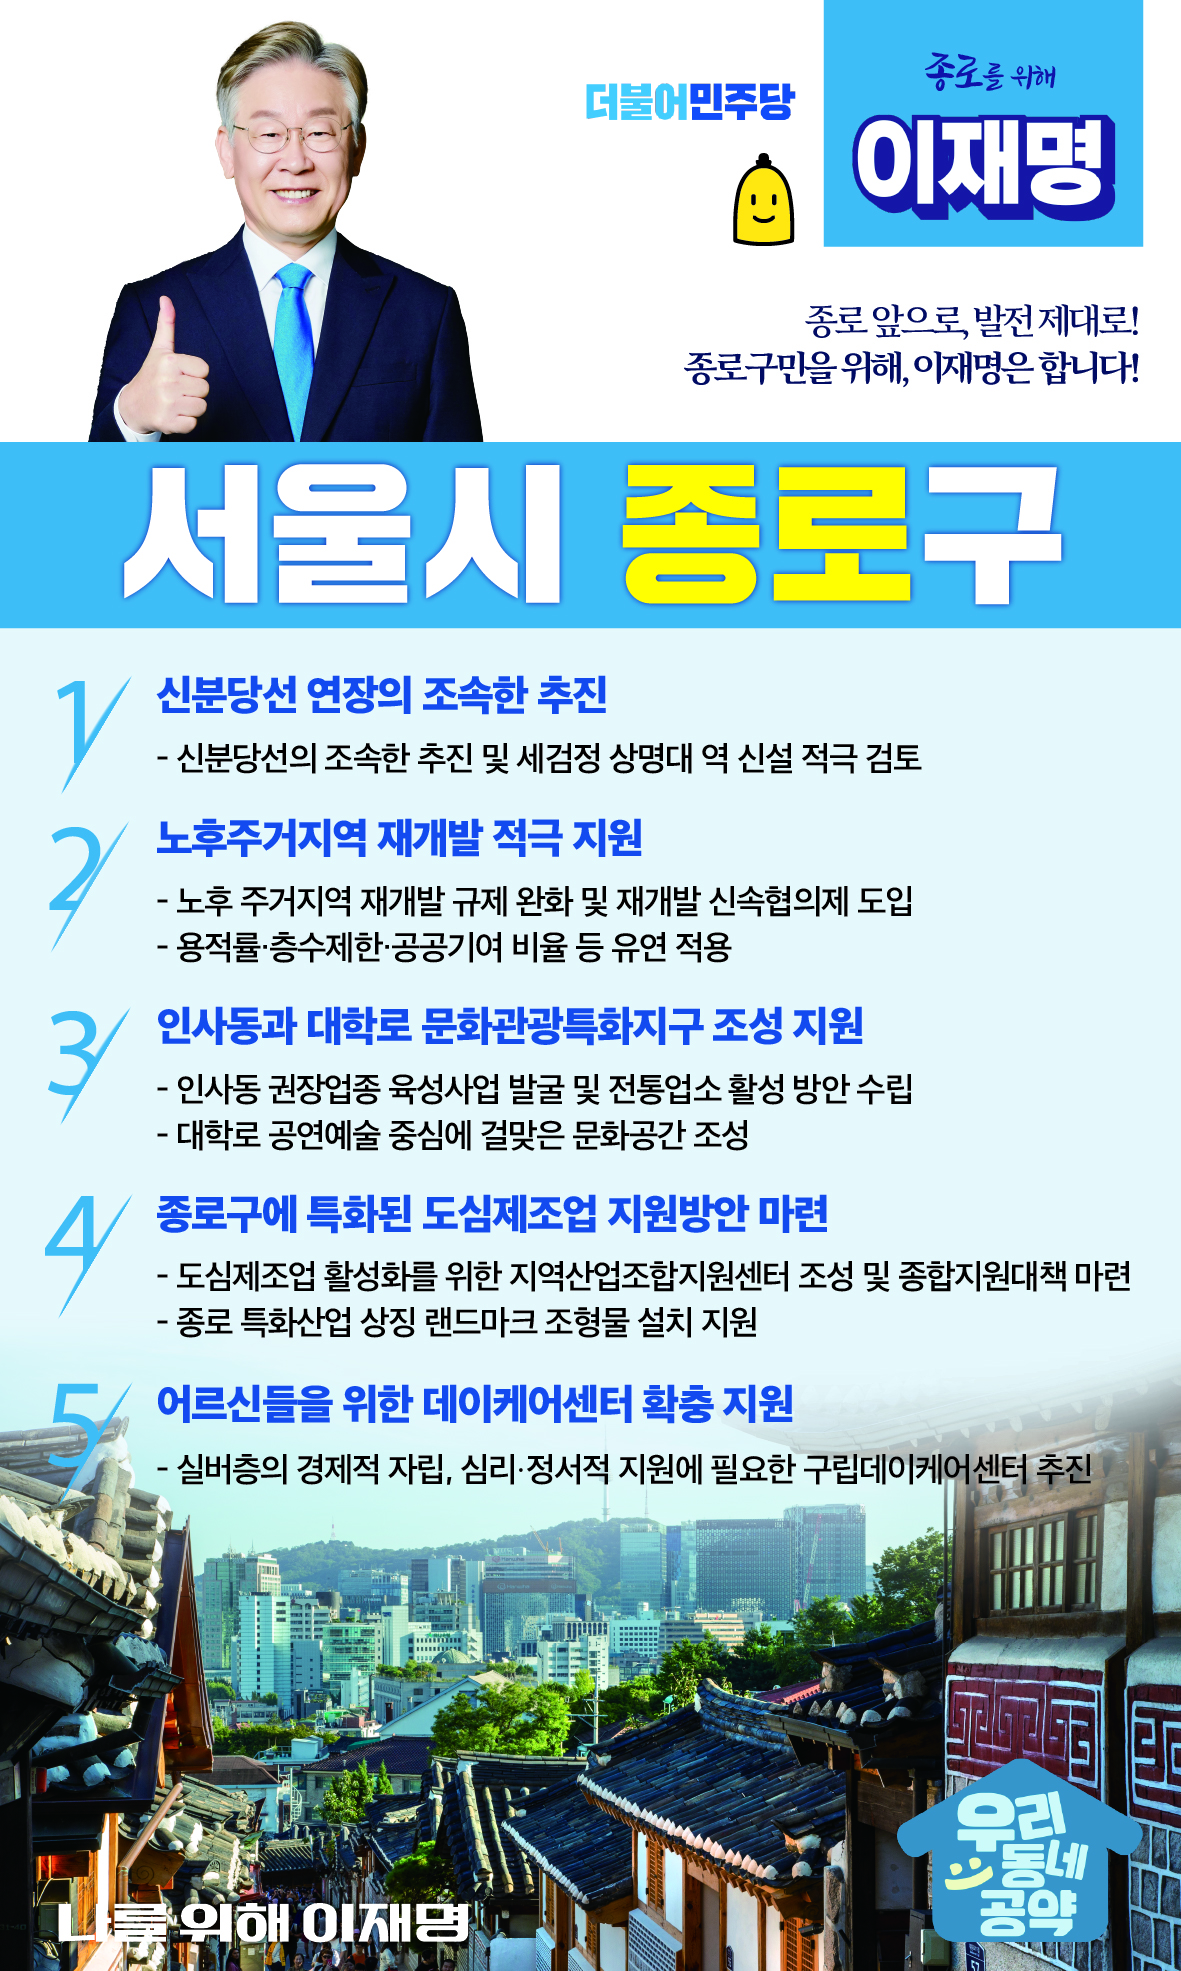 더불어민주당
종로를 위해
이재명
종로 앞으로, 발전 제대로!
종로구민을 위해, 이재명은 합니다!
서울시 종로구
1 신분당선 연장의 조속한 추진
- 신분당선의 조속한 추진 및 세검정 상명대 역 신설 적극 검토
2 노후주거지역 재개발 적극 지원
- 노후 주거지역 재개발 규제 완화 및 재개발 신속협의제 도입
- 용적률·층수제한·공공기여 비율 등 유연 적용
3 인사동과 대학로 문화관광특화지구 조성 지원
- 인사동 권장업종 육성사업 발굴 및 전통업소 활성 방안 수립
- 대학로 공연예술 중심에 걸맞은 문화공간 조성
4 종로구에 특화된 도심제조업 지원방안 마련
- 도심제조업 활성화를 위한 지역산업조합지원센터 조성 및 종합지원대책 마련
- 종로 특화산업 상징 랜드마크 조형물 설치 지원
5 어르신들을 위한 데이케어센터 확충 지원
- 실버층의 경제적 자립, 심리·정서적 지원에 필요한 구립데이케어센터 추진
우리
동네
공약
나를 위해 이재명